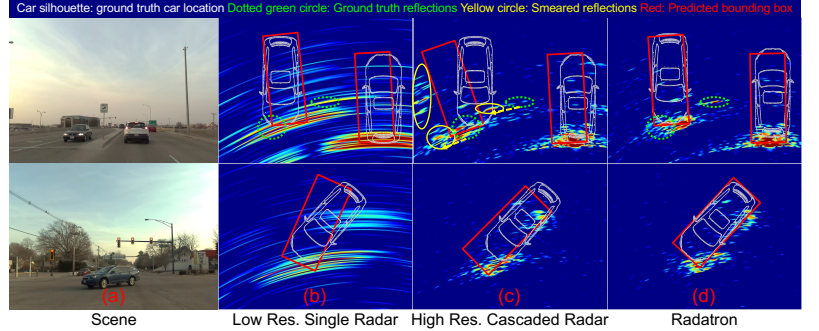 Car silhouette: ground truth car location Dotted green circle: Ground truth reflections Yellow circle: Smeared reflections Red: Predicted bounding box
(a) (b) (c) (d)
Scene Low Res. Single Radar High Res. Cascaded Radar Radatron